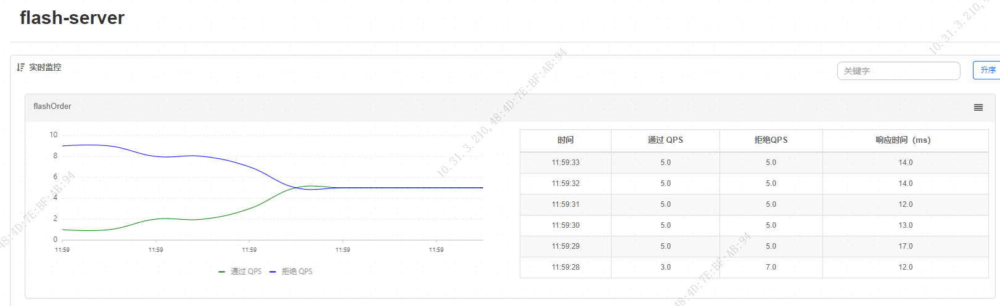 flash-server
实时监控
关键字
升序
flashOrder
10
8
6
4
2
0
11:59 11:59 11:59 11:59 11:59
通过 QPS 拒绝 QPS
时间 通过 QPS 拒绝QPS 响应时间（ms）
11:59:33 5.0 5.0 14.0
11:59:32 5.0 5.0 14.0
11:59:31 5.0 5.0 12.0
11:59:30 5.0 5.0 13.0
11:59:29 5.0 5.0 17.0
11:59:28 3.0 7.0 12.0
10.31.3.210,48:4D:7E:BF:AB:94
10.31.3.210,4
48:4D:7E:BF:AB:94
48:4D:7E:BF:AB:94